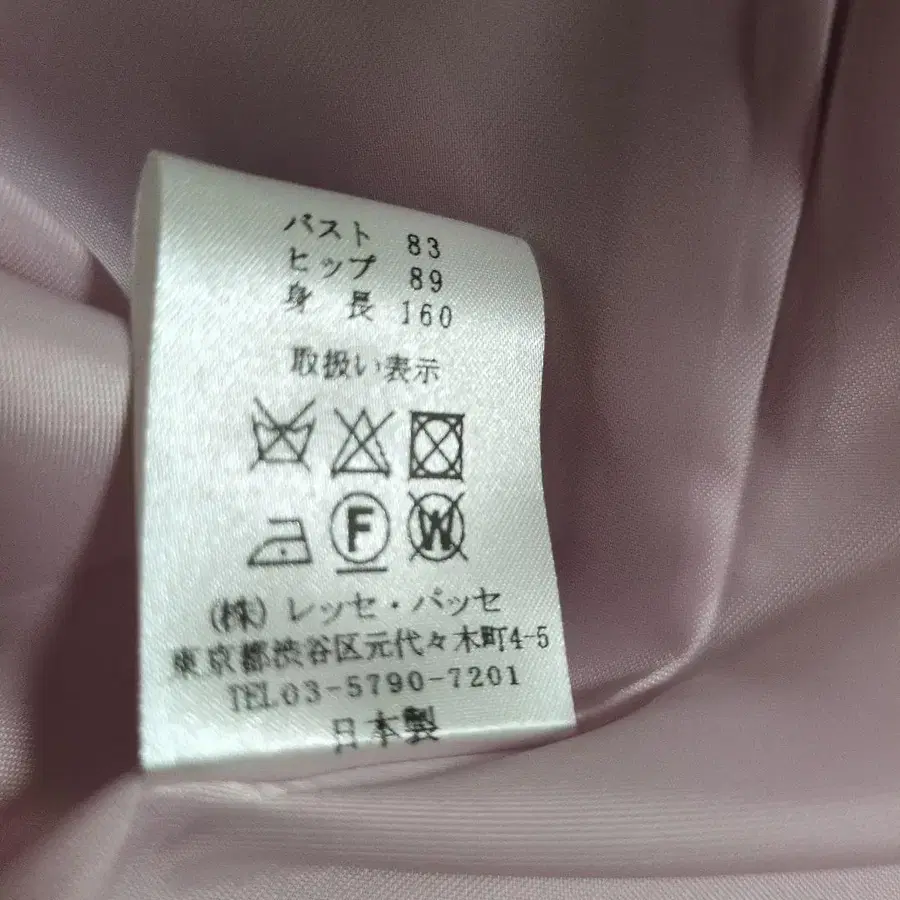 バスト 83
ヒップ 89
身 長 160
取扱い表示
F W
(株) レッセ・パッセ
東京都渋谷区元代々木町4-5
TEL03-5790-7201
日本製